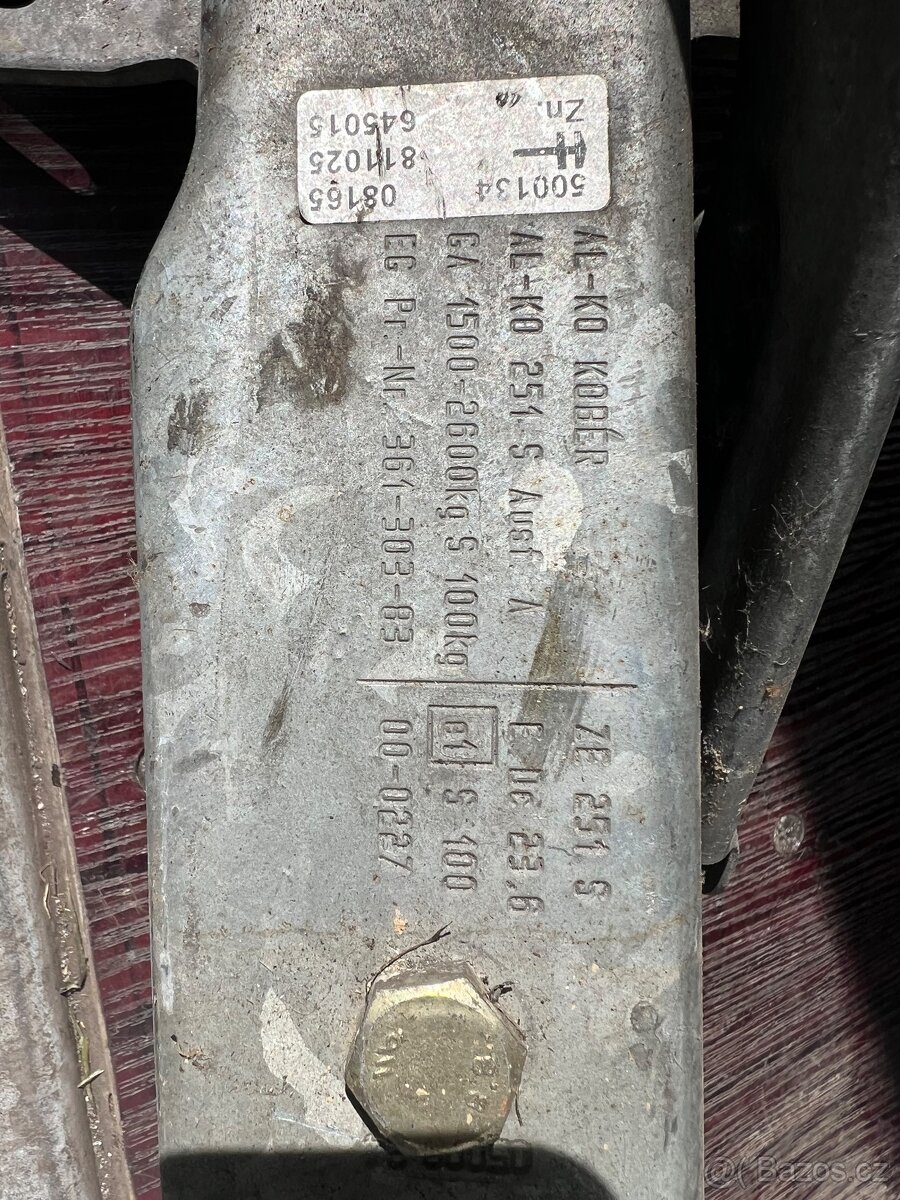 500134 08165
811025
Zn. 645015
AL-KO KOBER
AL-KO 251 S Ausf. A
GA 1500-2600kg S 100kg
EG Pr.-Nr. 361-303-83
ZE 251 S
E Dc 23,6
e1 S 100
00-0227
Bazos.cz